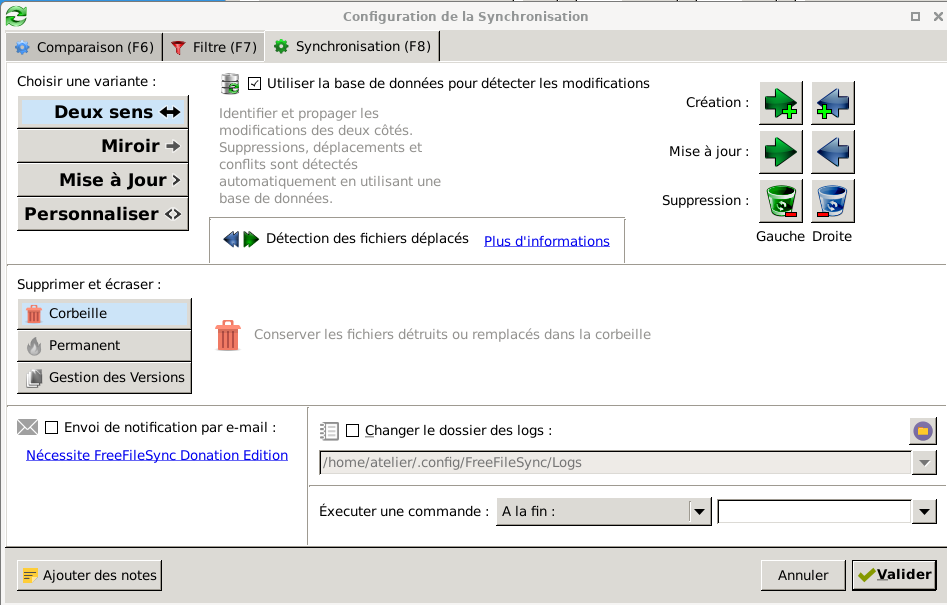 Configuration de la Synchronisation
Comparaison (F6)
Filtre (F7)
Synchronisation (F8)
Choisir une variante :
Deux sens
Miroir
Mise à Jour
Personnaliser
Utiliser la base de données pour détecter les modifications
Identifier et propager les
modifications des deux côtés.
Suppressions, déplacements et
conflits sont détectés
automatiquement en utilisant une
base de données.
Détection des fichiers déplacés
Plus d'informations
Création :
Mise à jour :
Suppression :
Gauche Droite
Supprimer et écraser :
Corbeille
Permanent
Gestion des Versions
Conserver les fichiers détruits ou remplacés dans la corbeille
Envoi de notification par e-mail :
Nécessite FreeFileSync Donation Edition
Changer le dossier des logs :
/home/atelier/.config/FreeFileSync/Logs
Éxecuter une commande :
A la fin :
Ajouter des notes
Annuler
Valider